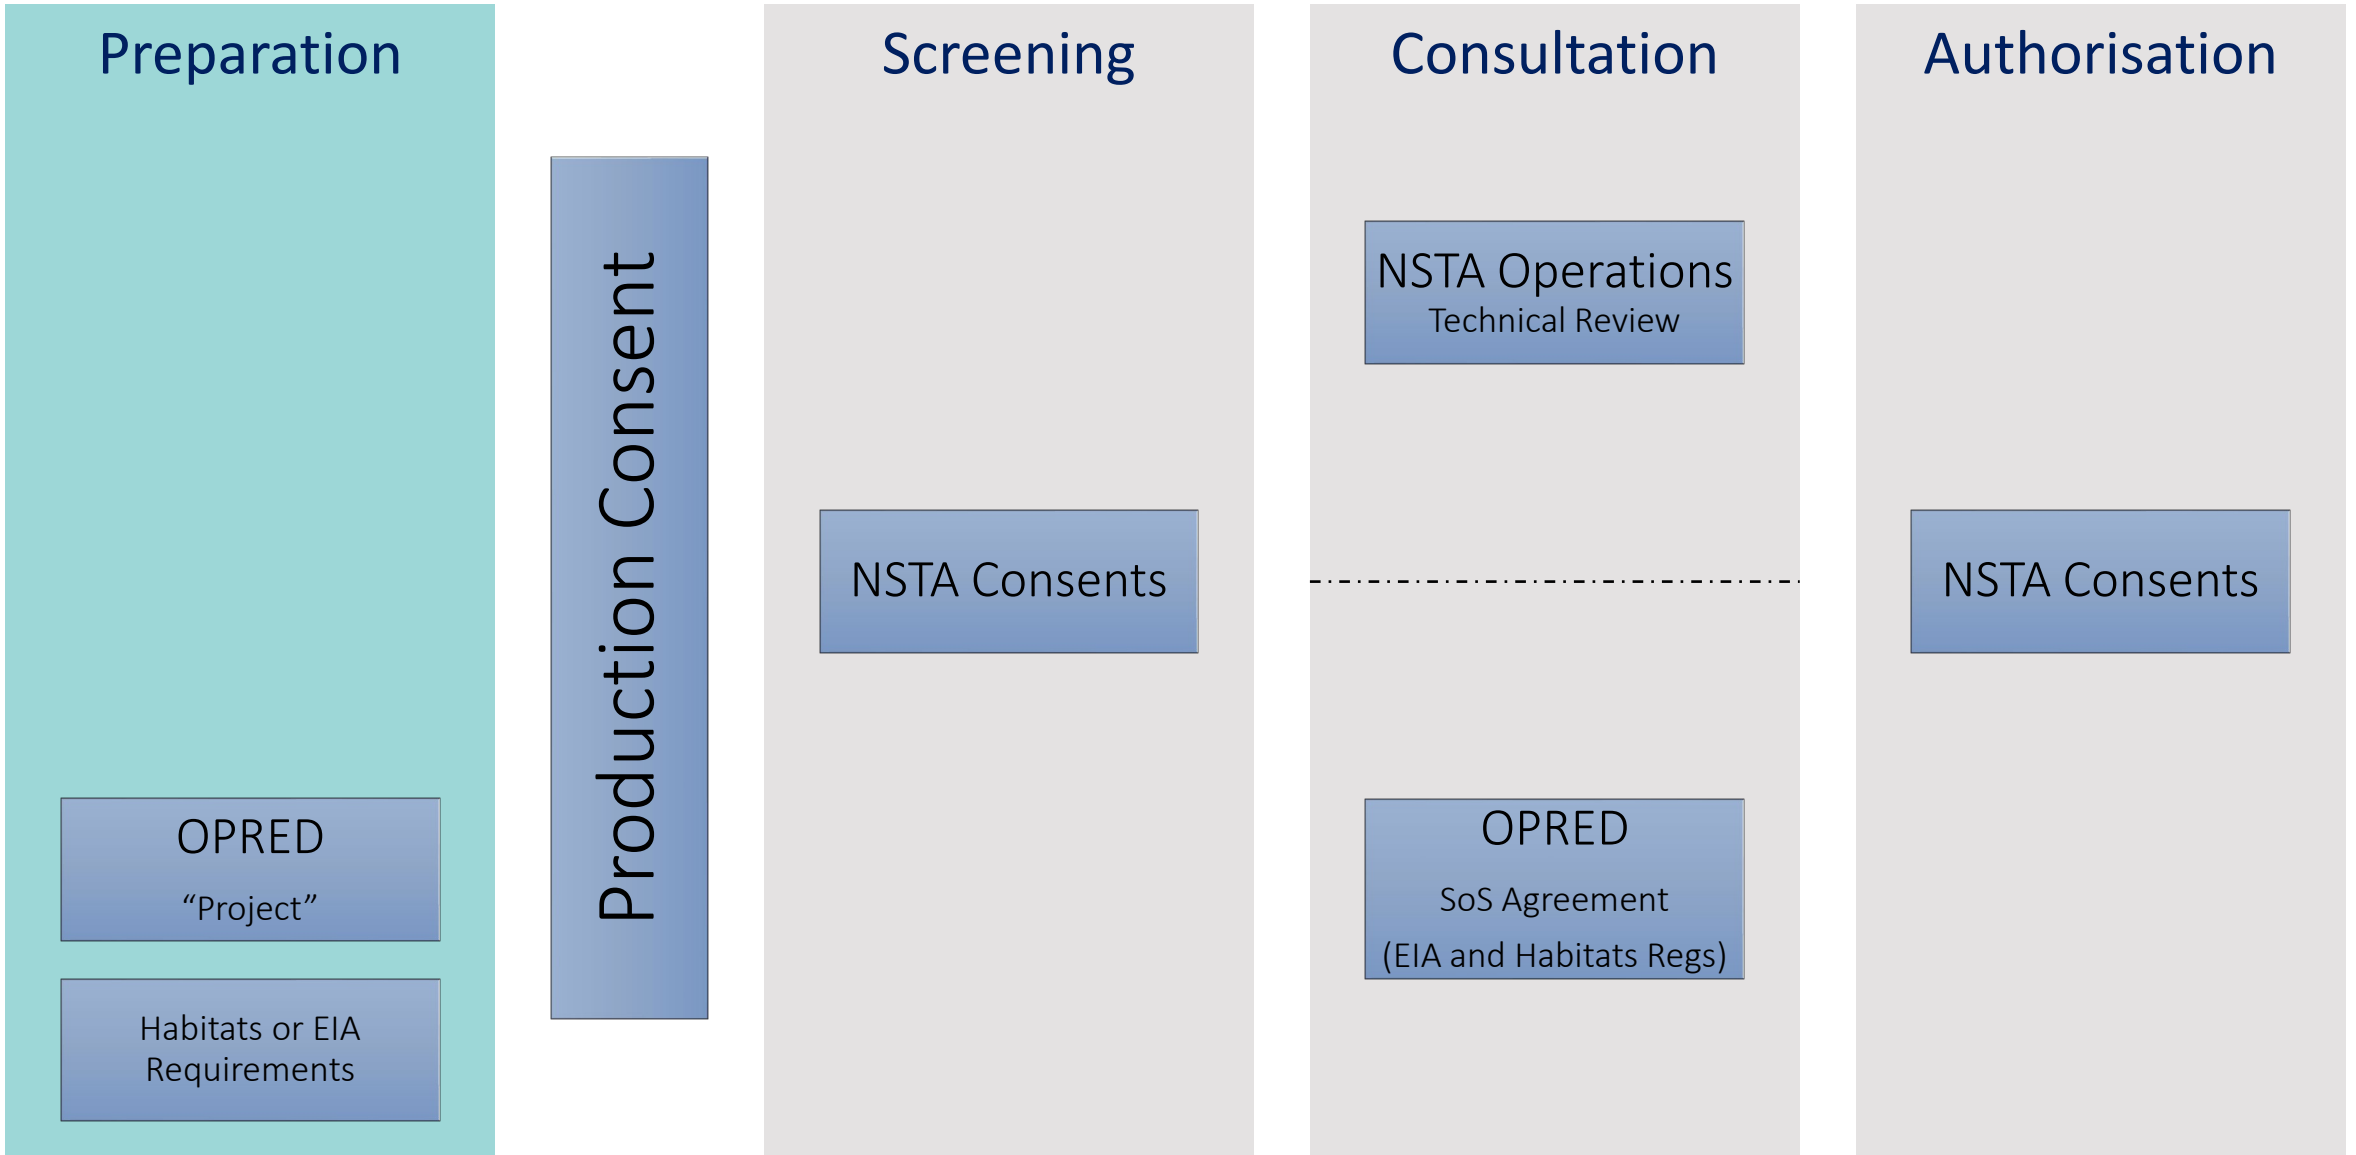 Preparation
OPRED
“Project”
Habitats or EIA
Requirements
Production Consent
Screening
NSTA Consents
Consultation
NSTA Operations
Technical Review
OPRED
SoS Agreement
(EIA and Habitats Regs)
Authorisation
NSTA Consents